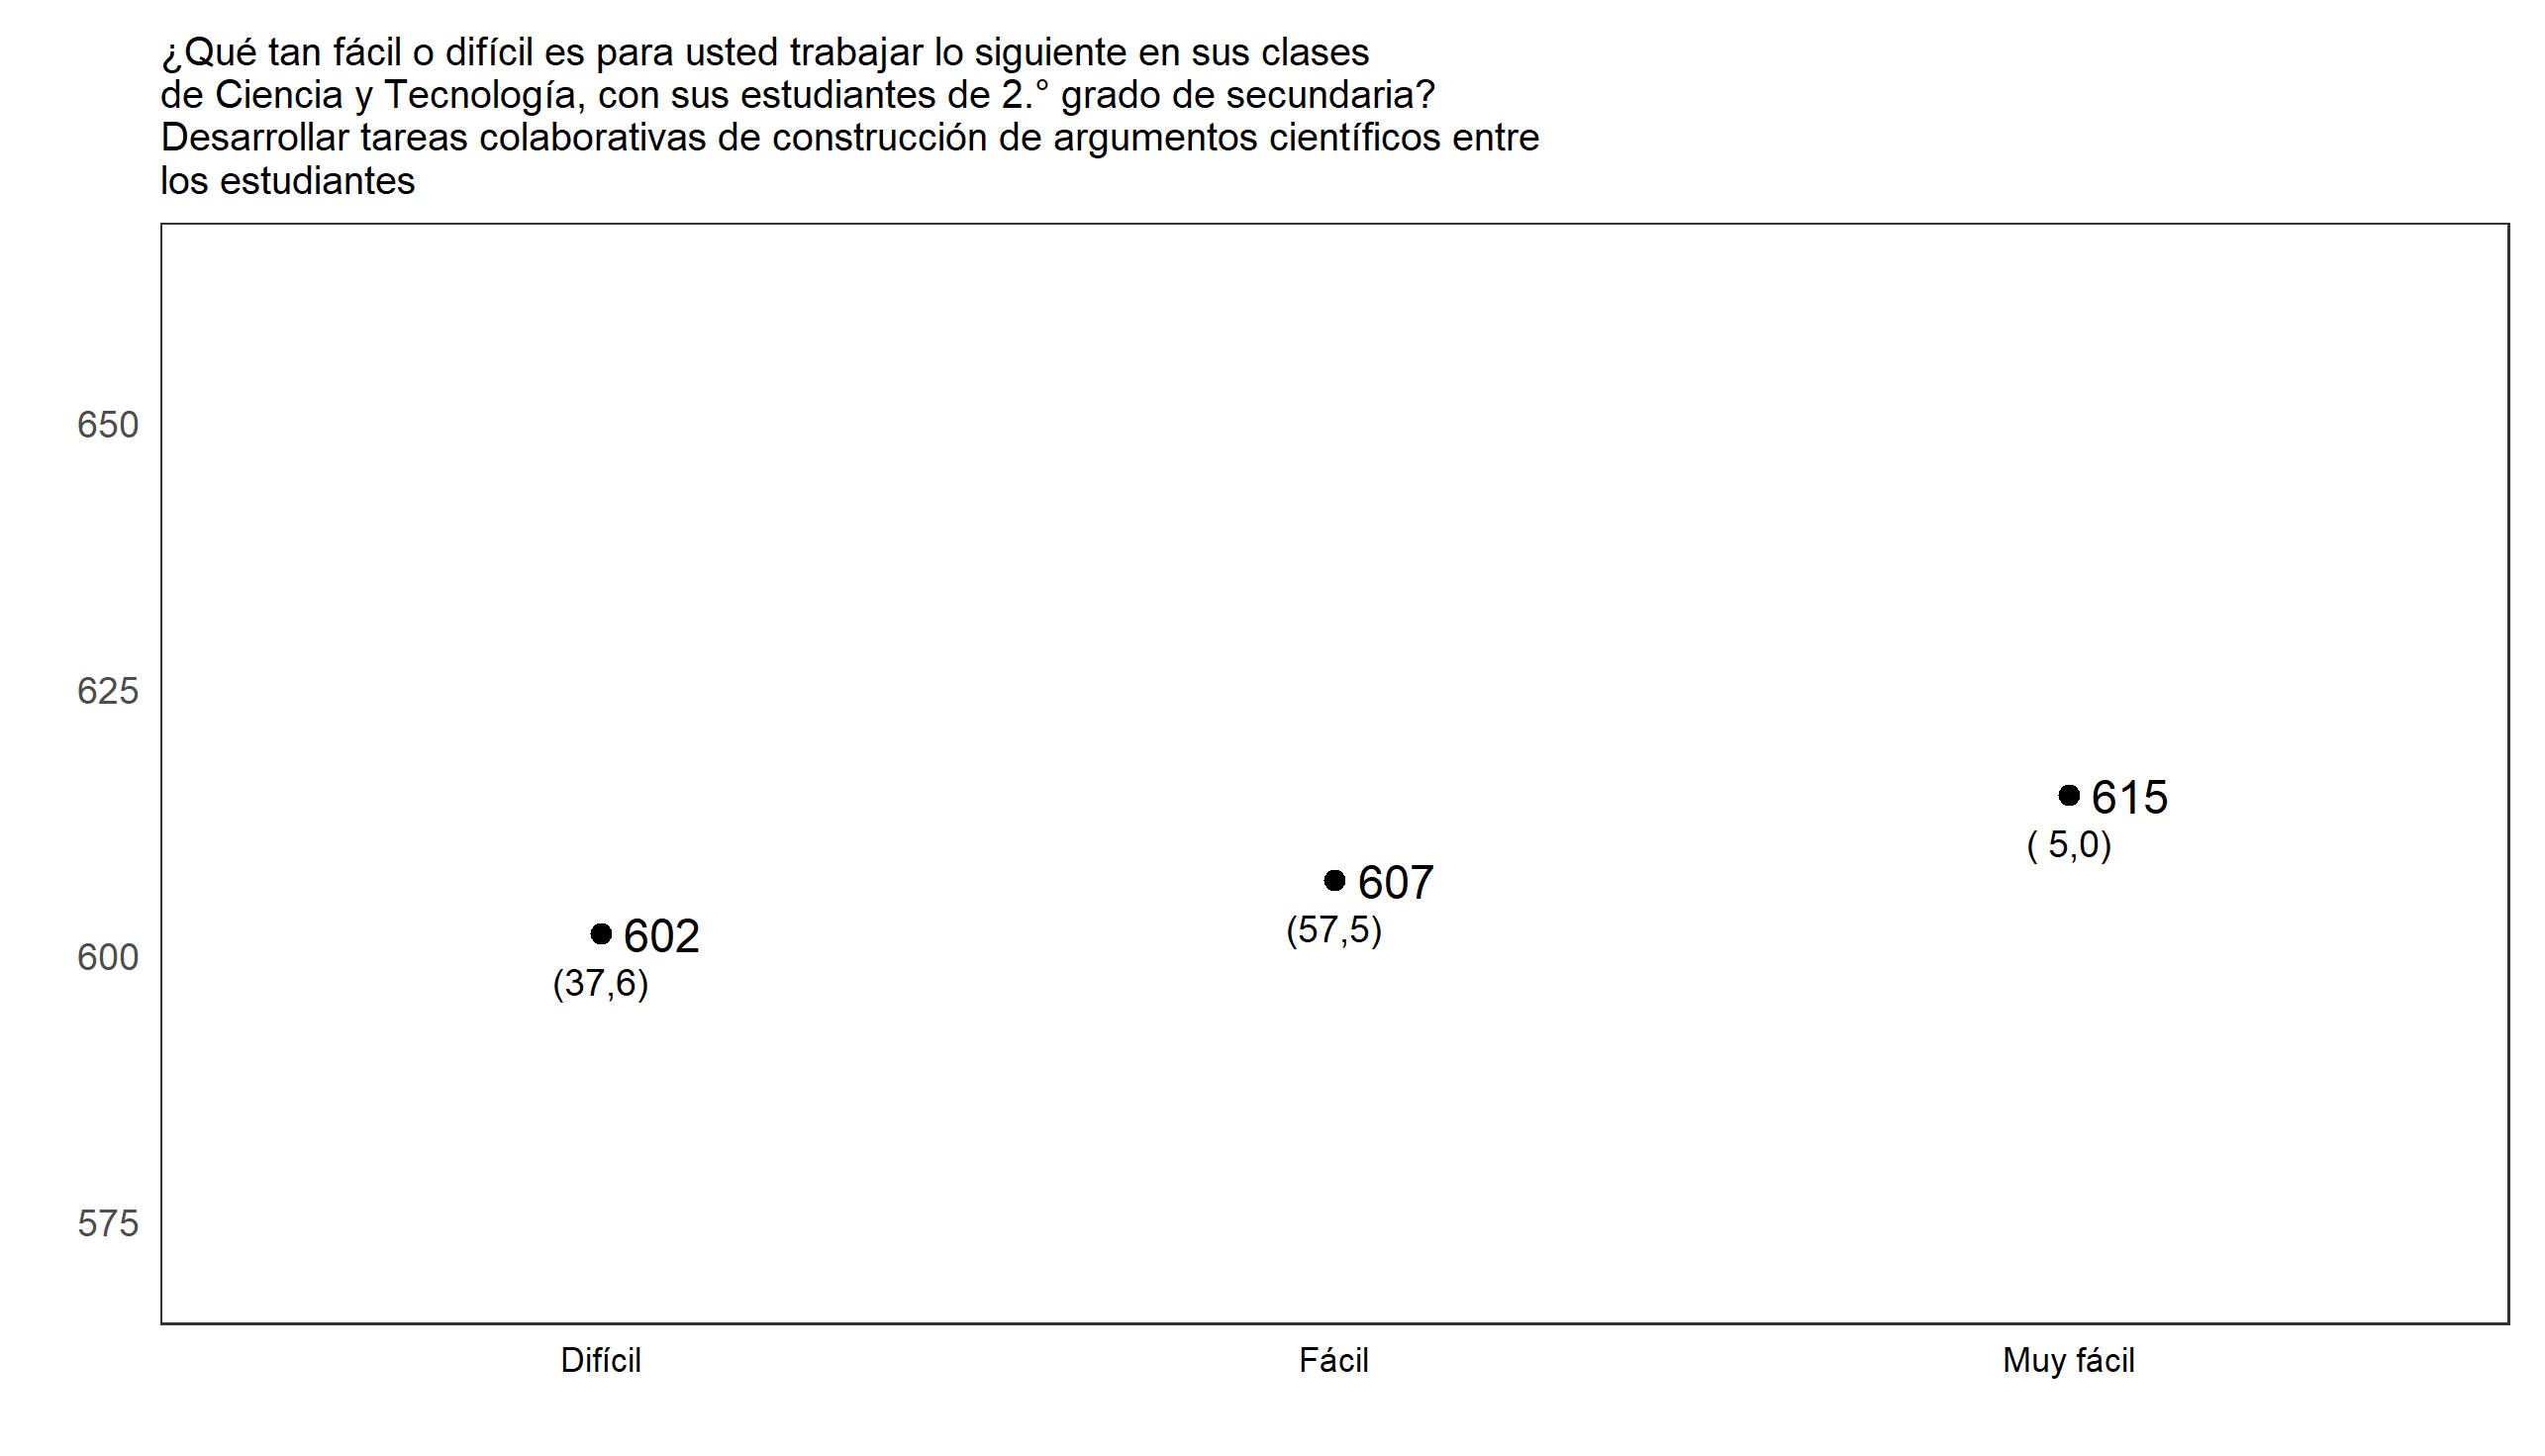 ¿Qué tan fácil o difícil es para usted trabajar lo siguiente en sus clases
de Ciencia y Tecnología, con sus estudiantes de 2.° grado de secundaria?
Desarrollar tareas colaborativas de construcción de argumentos científicos entre
los estudiantes
650
625
615
( 5,0)
607
(57,5)
602
600
(37,6)
575
Difícil
Fácil
Muy fácil